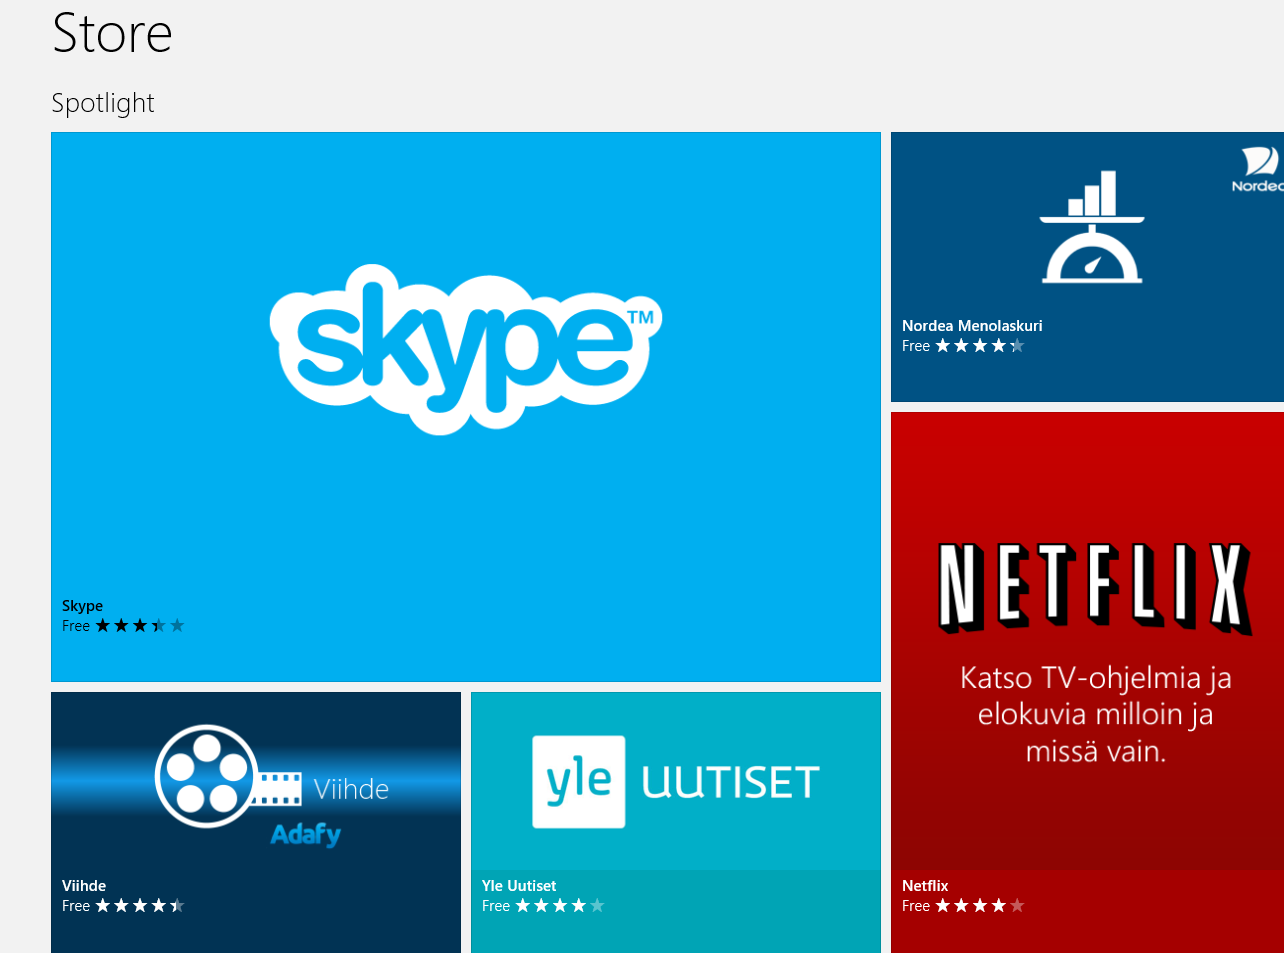 Store
Spotlight
skype™
Skype
Free
Nordea
Nordea Menolaskuri
Free
NETFLIX
Katso TV-ohjelmia ja
elokuvia milloin ja
missä vain.
Netflix
Free
Viihde
Adafy
Viihde
Free
yle UUTISET
Yle Uutiset
Free